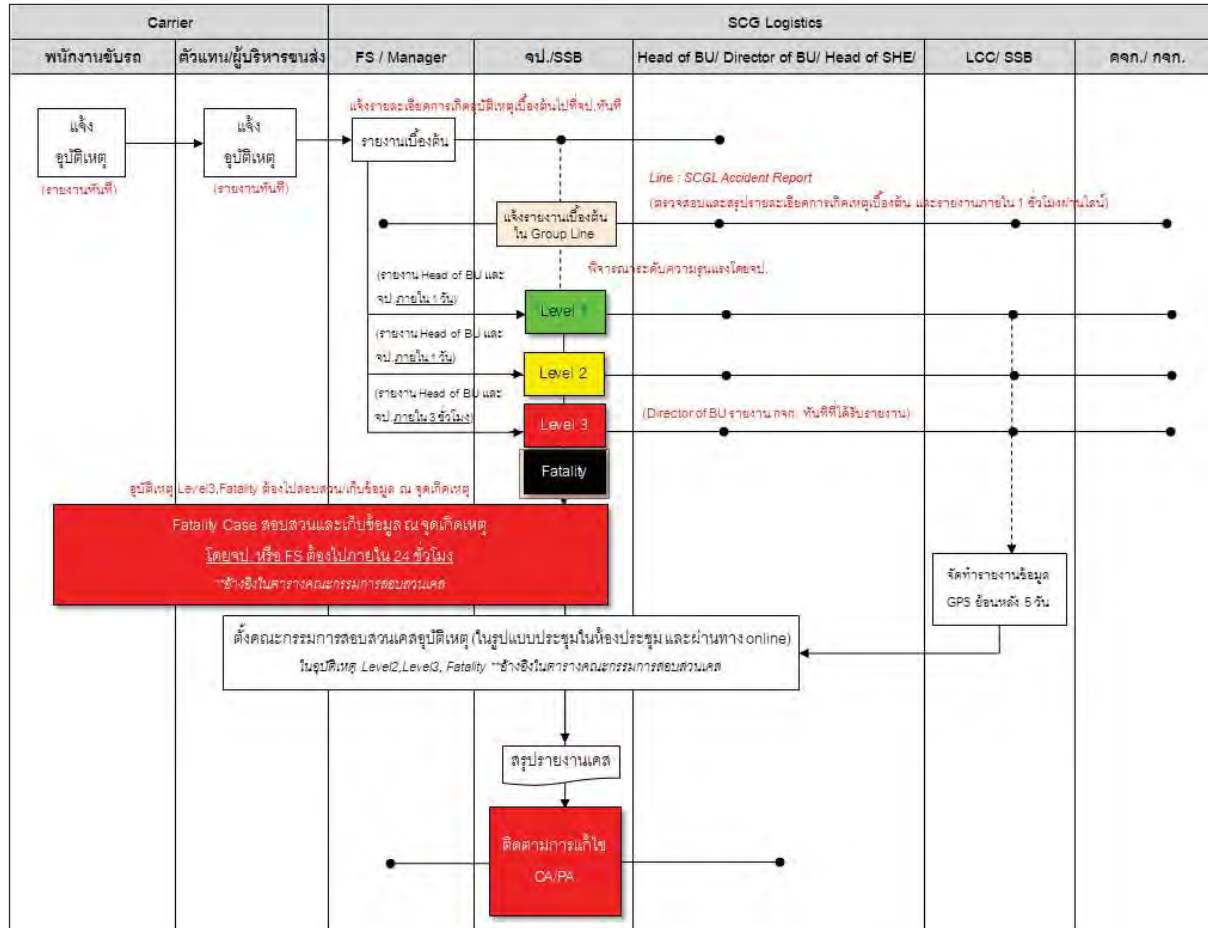 Carrier
SCG Logistics
พนักงานขับรถ
ตัวแทน/ผู้บริหารขนส่ง
FS / Manager
จป./SSB
Head of BU/ Director of BU/ Head of SHE/
LCC/ SSB
คจก./ กจก.
แจ้งรายละเอียดการเกิดอุบัติเหตุเบื้องต้นไปที่จป.ทันที
แจ้ง
อุบัติเหตุ
(รายงานทันที)
แจ้ง
อุบัติเหตุ
(รายงานทันที)
รายงานเบื้องต้น
Line : SCGL Accident Report
(ตรวจสอบและสรุปรายละเอียดการเกิดเหตุเบื้องต้น และรายงานภายใน 1 ชั่วโมงผ่านไลน์)
แจ้งรายงานเบื้องต้น
ใน Group Line
พิจารณาระดับความรุนแรงโดยจป.
(รายงาน Head of BU และ
จป.ภายใน 1 วัน)
Level 1
(รายงาน Head of BU และ
จป.ภายใน 1 วัน)
Level 2
(รายงาน Head of BU และ
จป.ภายใน 3 ชั่วโมง)
Level 3
(Director of BU รายงาน กจก. ทันทีที่ได้รับรายงาน)
Fatality
อุบัติเหตุ Level3,Fatality ต้องไปสอบสวน/เก็บข้อมูล ณ จุดเกิดเหตุ
Fatality Case สอบสวนและเก็บข้อมูล ณ จุดเกิดเหตุ
โดยจป. หรือ FS ต้องไปภายใน 24 ชั่วโมง
**อ้างอิงในตารางคณะกรรมการสอบสวนเคส
จัดทำรายงานข้อมูล
GPS ย้อนหลัง 5 วัน
ตั้งคณะกรรมการสอบสวนเคสอุบัติเหตุ (ในรูปแบบประชุมในห้องประชุม และผ่านทาง online)
ในอุบัติเหตุ Level2,Level3, Fatality **อ้างอิงในตารางคณะกรรมการสอบสวนเคส
สรุปรายงานเคส
ติดตามการแก้ไข
CA/PA